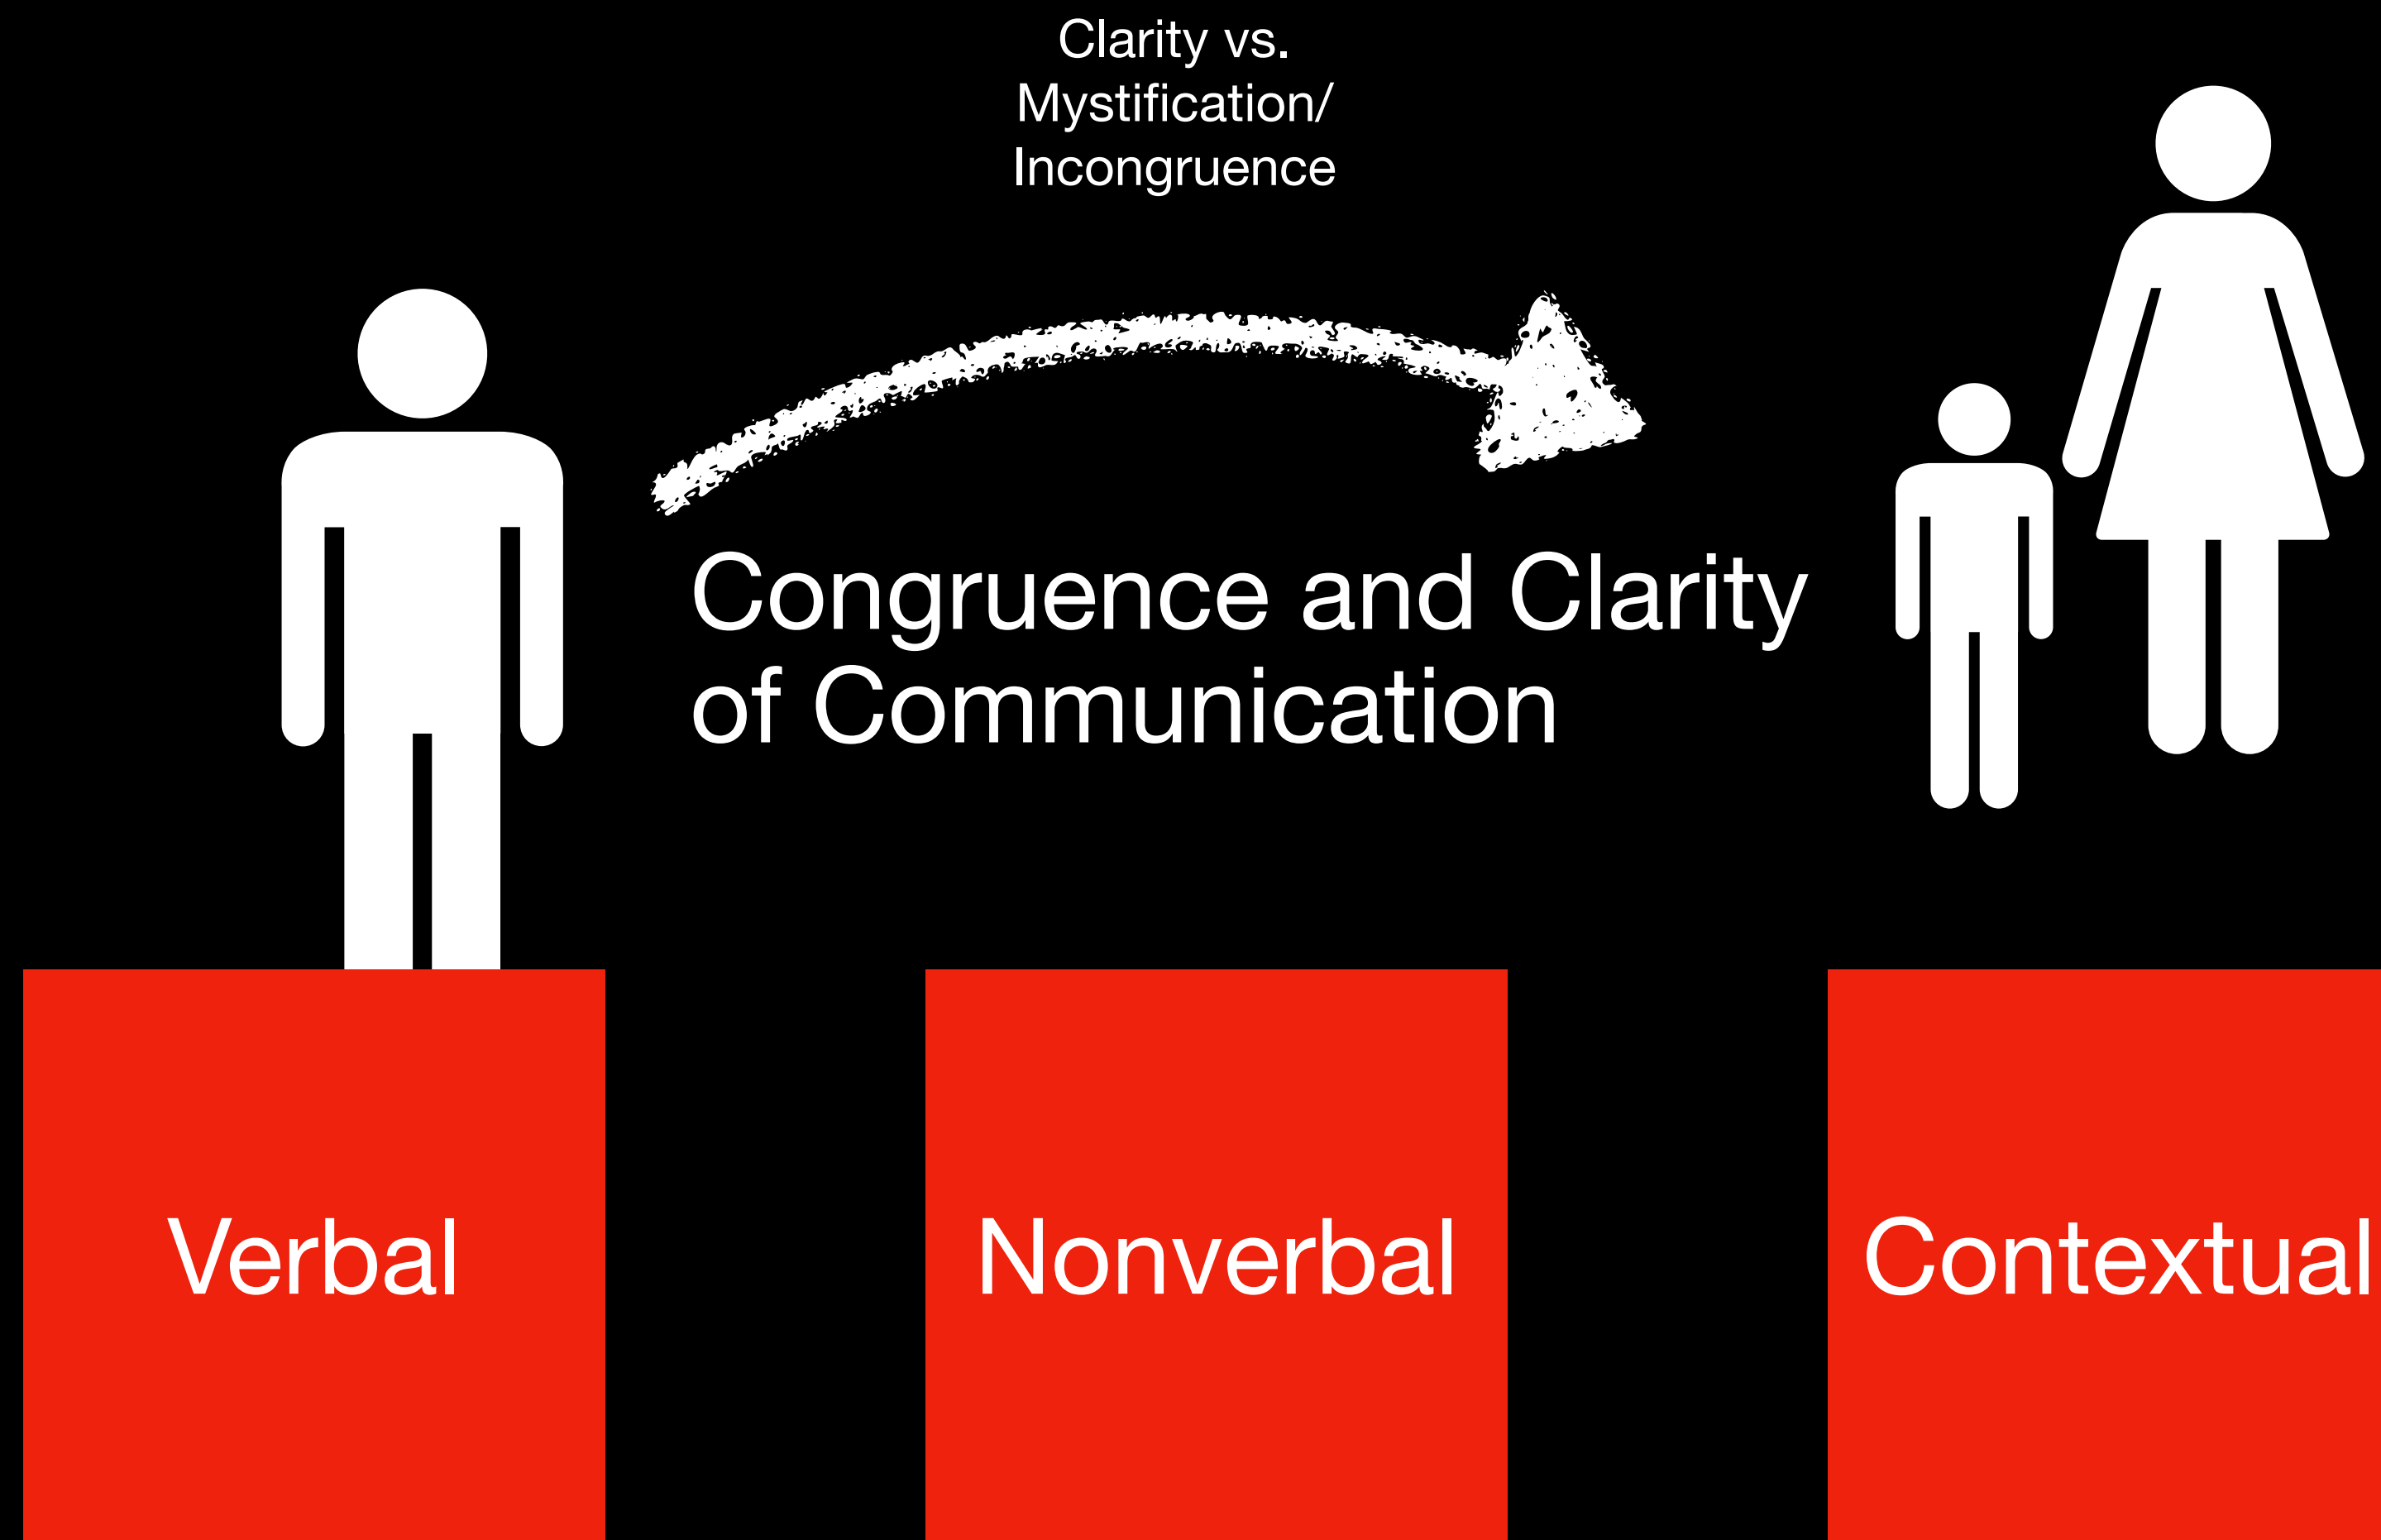 Clarity vs.
Mystification/
Incongruence
Congruence and Clarity
of Communication
Verbal
Nonverbal
Contextual